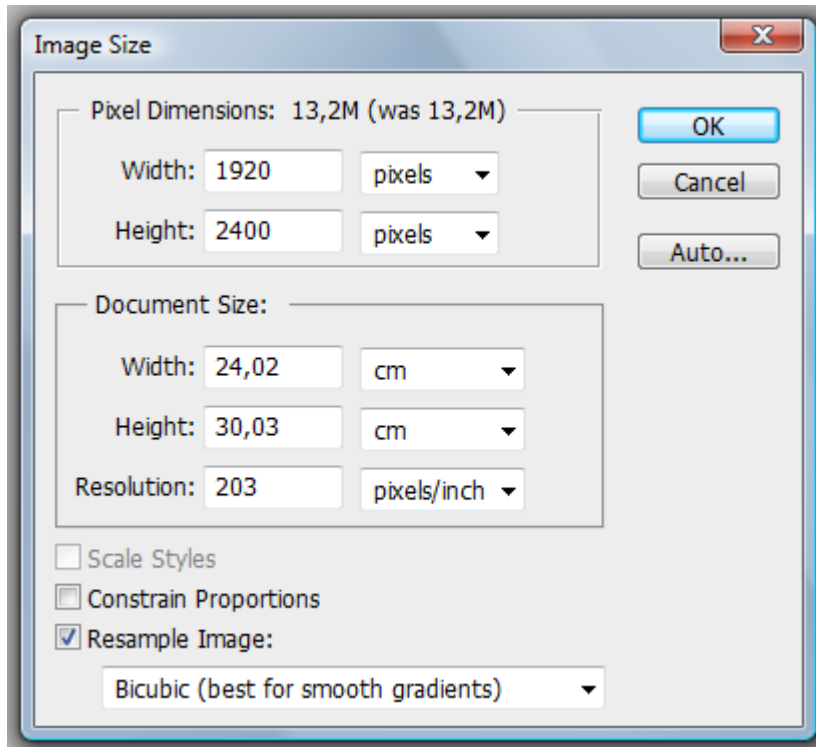 Image Size
Pixel Dimensions: 13,2M (was 13,2M)
OK
Width: 1920 pixels
Cancel
Height: 2400 pixels
Auto...
Document Size:
Width: 24,02 cm
Height: 30,03 cm
Resolution: 203 pixels/inch
Scale Styles
Constrain Proportions
Resample Image:
Bicubic (best for smooth gradients)